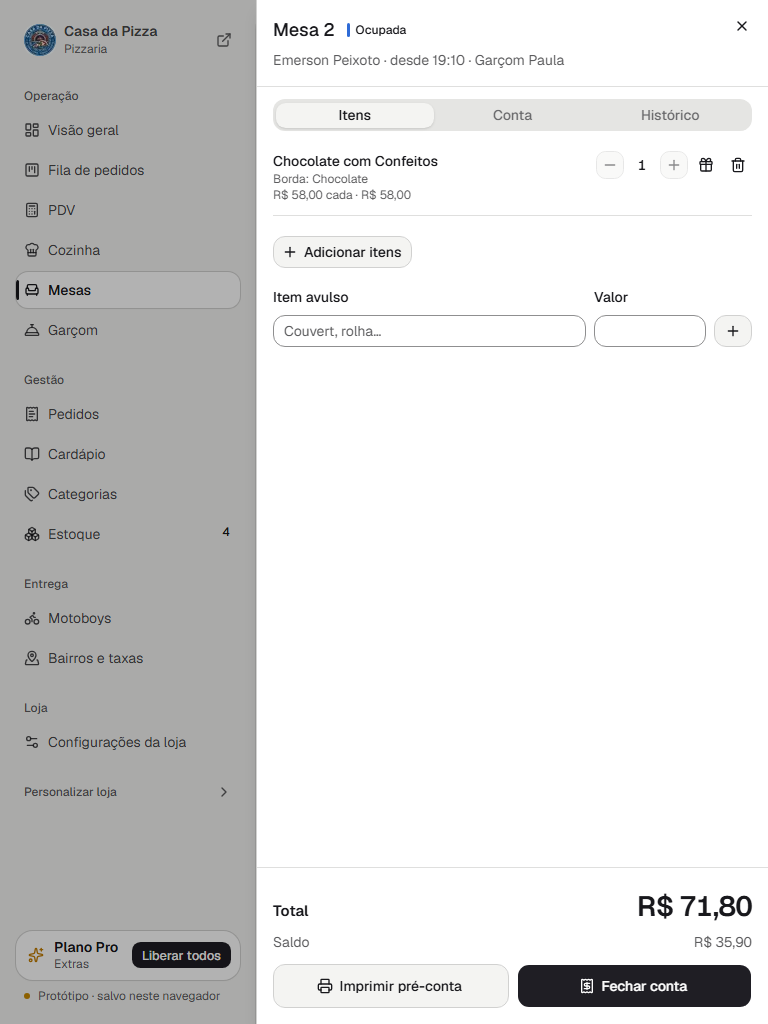 Casa da Pizza
Pizzaria
Operação
Visão geral
Fila de pedidos
PDV
Cozinha
Mesas
Garçom
Gestão
Pedidos
Cardápio
Categorias
Estoque 4
Entrega
Motoboys
Bairros e taxas
Loja
Configurações da loja
Personalizar loja
Plano Pro
Extras
Liberar todos
Protótipo · salvo neste navegador
Mesa 2 Ocupada
Emerson Peixoto · desde 19:10 · Garçom Paula
Itens Conta Histórico
Chocolate com Confeitos 1
Borda: Chocolate
R$ 58,00 cada · R$ 58,00
Adicionar itens
Item avulso Valor
Couvert, rolha…
Total R$ 71,80
Saldo R$ 35,90
Imprimir pré-conta Fechar conta